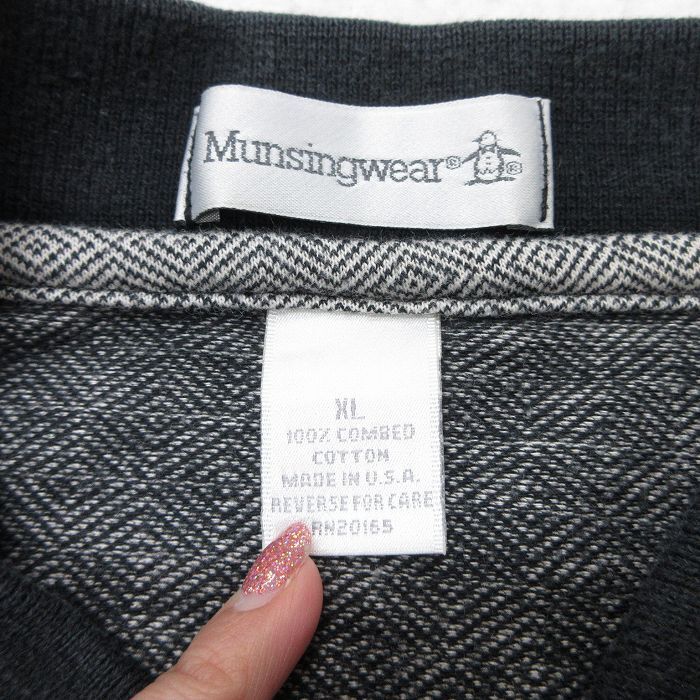 Munsingwear® ®
XL
100% COMBED
COTTON
MADE IN U.S.A.
REVERSE FOR CARE
RN20165